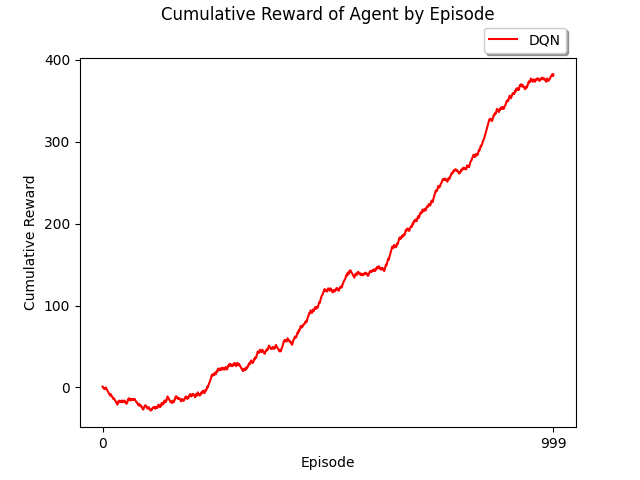 Cumulative Reward of Agent by Episode
DQN
400
300
200
100
0
Cumulative Reward
0
999
Episode